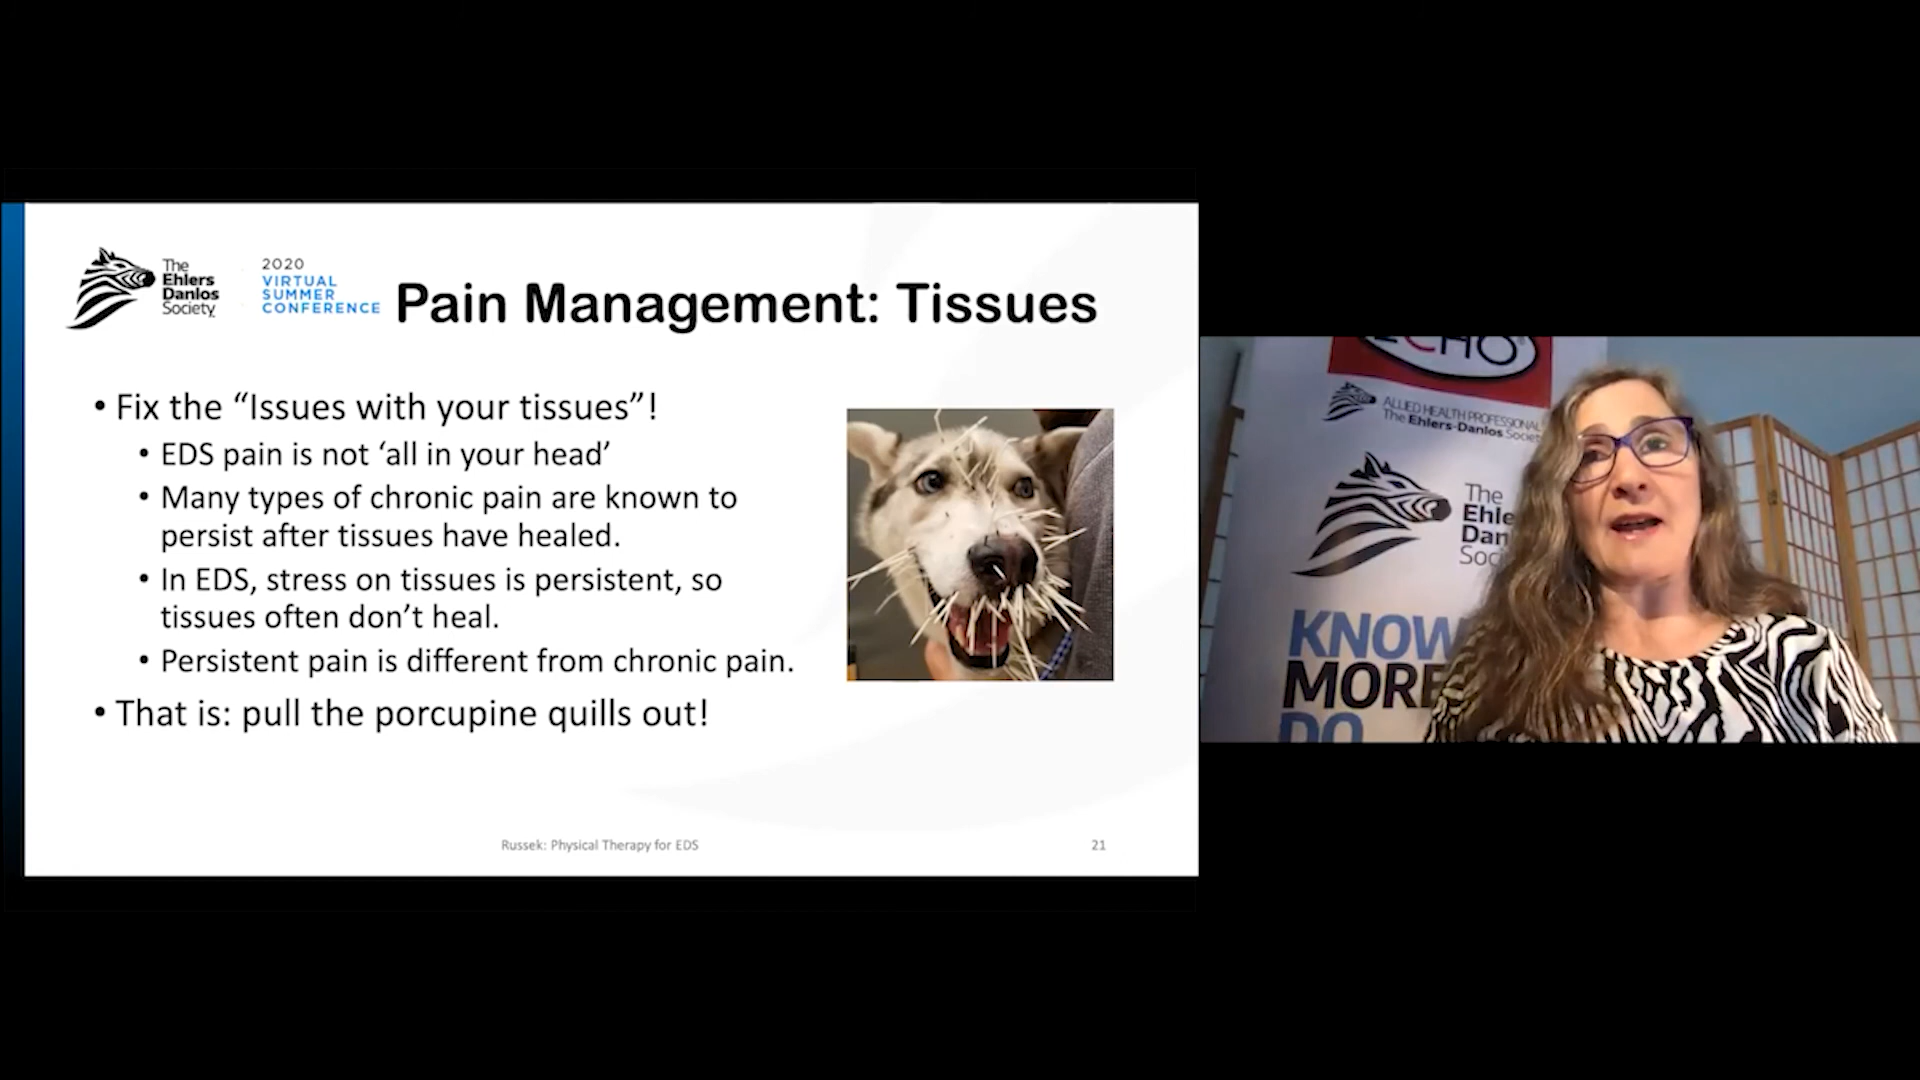 The
Ehlers
Danlos
Society
2020
VIRTUAL
SUMMER
CONFERENCE
Pain Management: Tissues
• Fix the “Issues with your tissues”!
• EDS pain is not ‘all in your head’
• Many types of chronic pain are known to
persist after tissues have healed.
• In EDS, stress on tissues is persistent, so
tissues often don’t heal.
• Persistent pain is different from chronic pain.
• That is: pull the porcupine quills out!
Russek: Physical Therapy for EDS
21
ECHO®
ALLIED HEALTH PROFESSIONAL
The Ehlers-Danlos Societ
The
Ehle
Dan
Soci
KNOW
MORE
DO